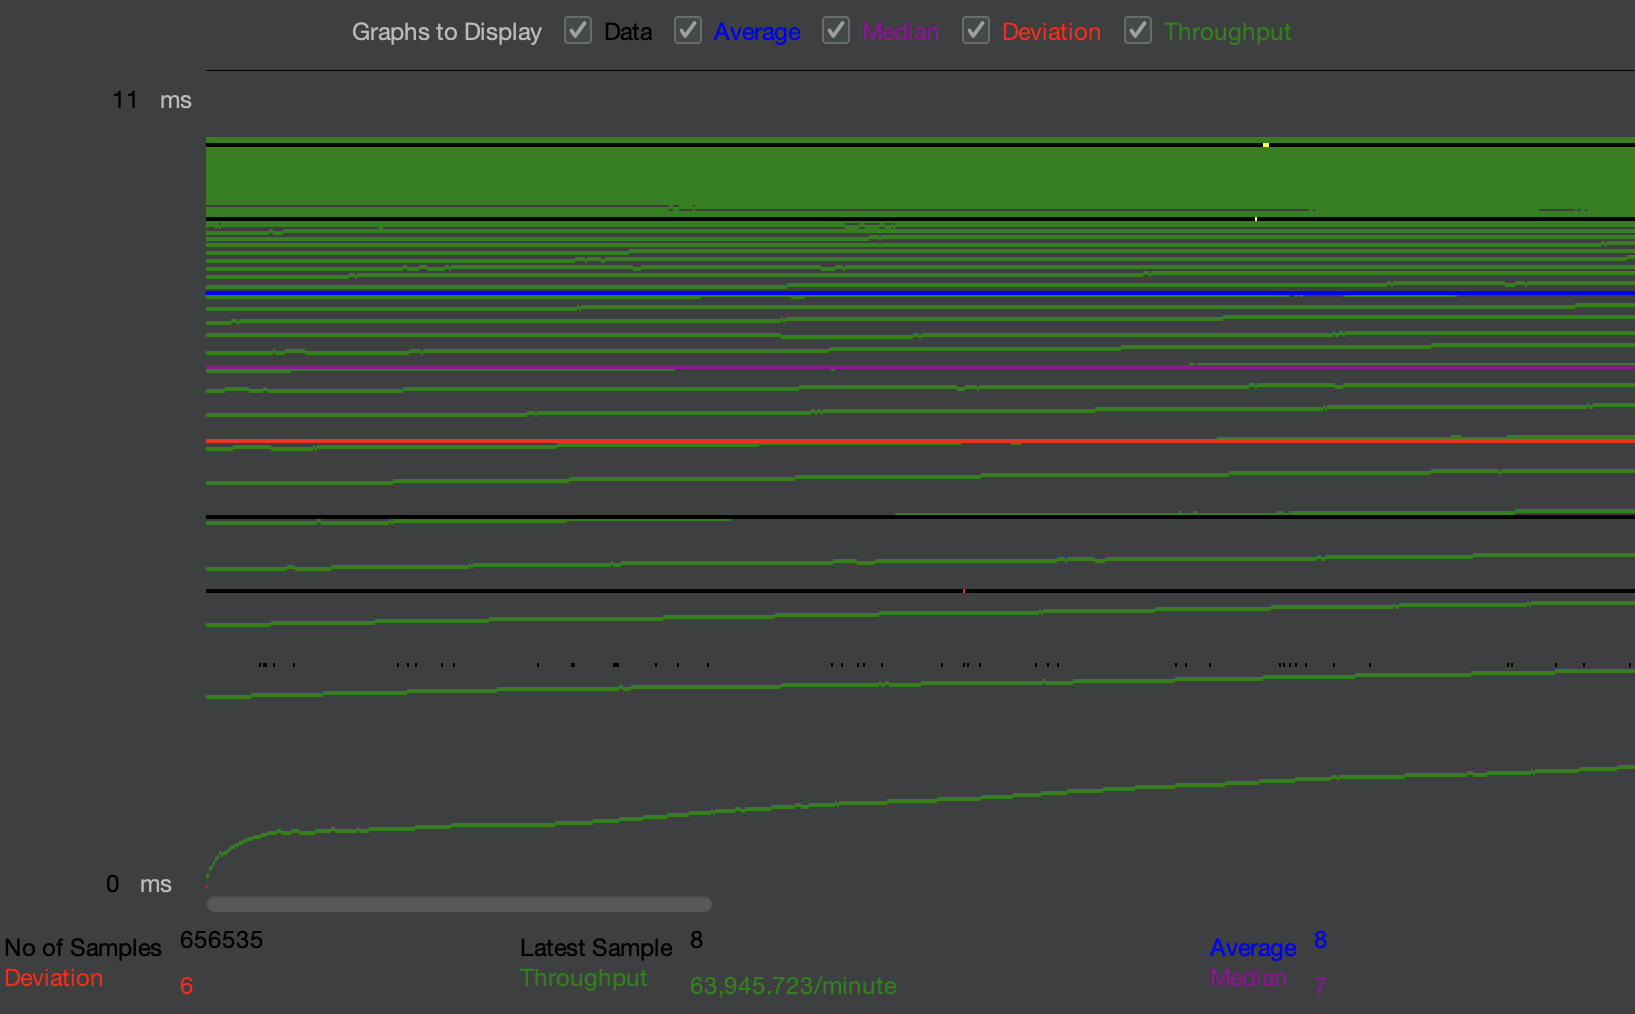 Graphs to Display Data Average Median Deviation Throughput
11 ms
0 ms
No of Samples 656535 Latest Sample 8 Average 8
Deviation 6 Throughput 63,945.723/minute Median 7